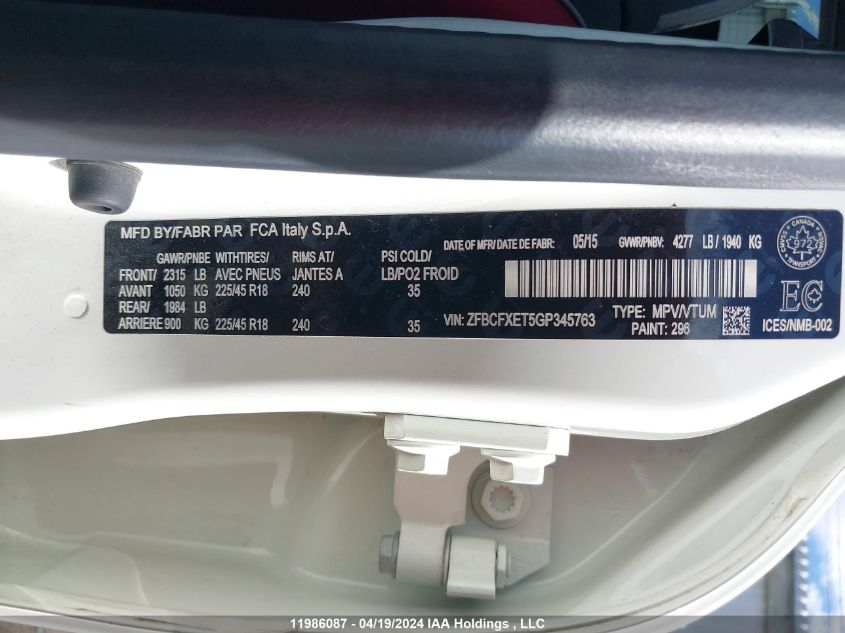 MFD BY/FABR PAR FCA Italy S.p.A.
DATE OF MFR/DATE DE FABR: 05/15 GVWR/PNBV: 4277 LB / 1940 KG
GAWR/PNBE WITHTIRES/ RIMS AT/ PSI COLD/
FRONT/ 2315 LB AVEC PNEUS JANTES A LB/PO2 FROID
AVANT 1050 KG 225/45 R18 240 35
REAR/ 1984 LB
ARRIERE 900 KG 225/45 R18 240 35
VIN: ZFBCFXET5GP345763 TYPE: MPV/VTUM
PAINT: 296
CANADA
972
TRANSPORT
EC
ICES/NMB-002
11986087 - 04/19/2024 IAA Holdings , LLC